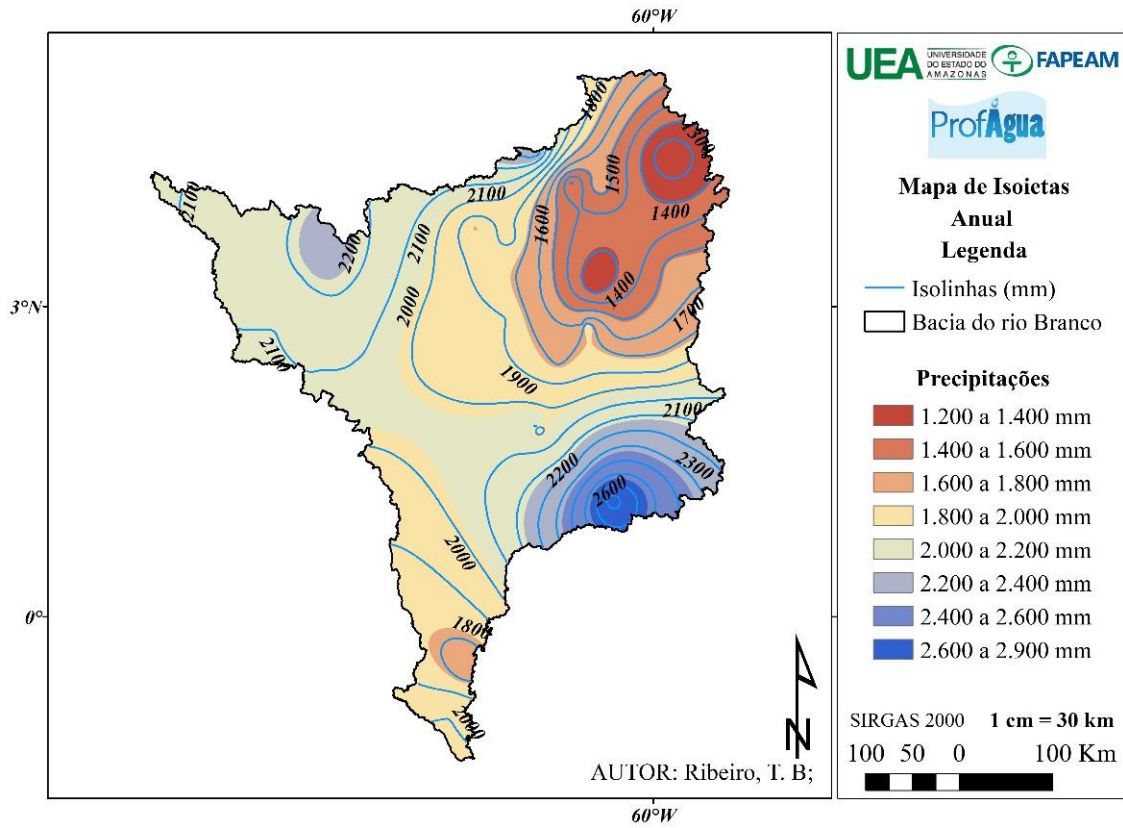 60°W
1800
1300
2100
1500
2100
1400
2100
1600
2200
1400
3°N
2000
1700
2100
1900
2100
2200
2300
2600
2000
0°
1800
2000
AUTOR: Ribeiro, T. B;
N
60°W
UEA
UNIVERSIDADE
DO ESTADO DO
AMAZONAS
FAPEAM
ProfÁgua
Mapa de Isoietas
Anual
Legenda
Isolinhas (mm)
Bacia do rio Branco
Precipitações
1.200 a 1.400 mm
1.400 a 1.600 mm
1.600 a 1.800 mm
1.800 a 2.000 mm
2.000 a 2.200 mm
2.200 a 2.400 mm
2.400 a 2.600 mm
2.600 a 2.900 mm
SIRGAS 2000 1 cm = 30 km
100 50 0 100 Km